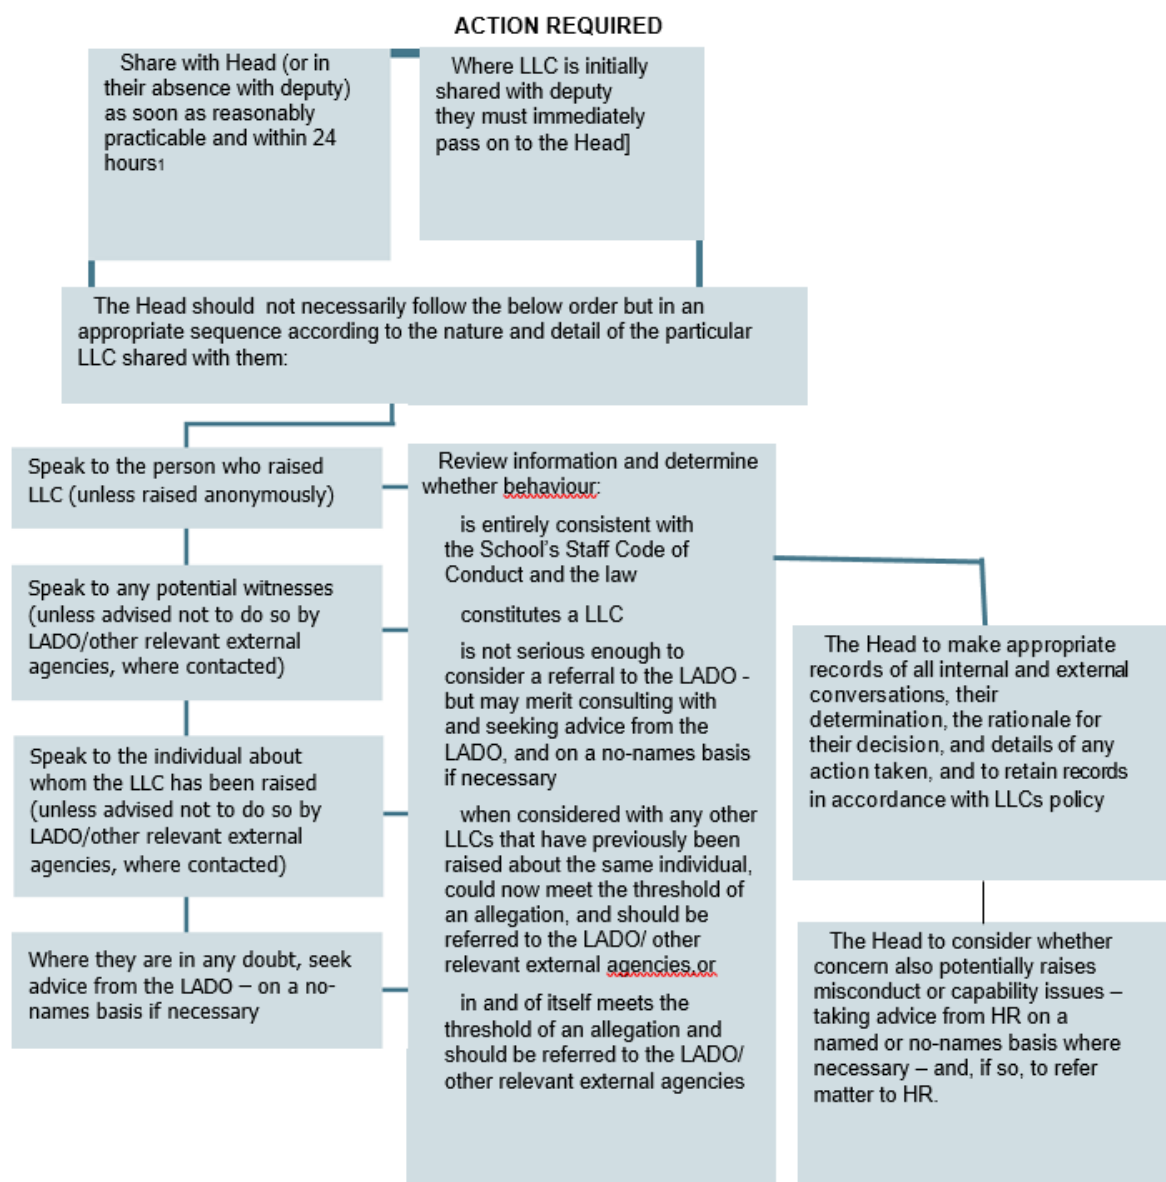 ACTION REQUIRED
Share with Head (or in
their absence with deputy)
as soon as reasonably
practicable and within 24
hours1
Where LLC is initially
shared with deputy
they must immediately
pass on to the Head]
The Head should  not necessarily follow the below order but in an
appropriate sequence according to the nature and detail of the particular
LLC shared with them:
Speak to the person who raised
LLC (unless raised anonymously)
Speak to any potential witnesses
(unless advised not to do so by
LADO/other relevant external
agencies, where contacted)
Speak to the individual about
whom the LLC has been raised
(unless advised not to do so by
LADO/other relevant external
agencies, where contacted)
Where they are in any doubt, seek
advice from the LADO – on a no-
names basis if necessary
Review information and determine
whether behaviour:
is entirely consistent with
the School's Staff Code of
Conduct and the law
constitutes a LLC
is not serious enough to
consider a referral to the LADO -
but may merit consulting with
and seeking advice from the
LADO, and on a no-names basis
if necessary
when considered with any other
LLCs that have previously been
raised about the same individual,
could now meet the threshold of
an allegation, and should be
referred to the LADO/ other
relevant external agencies,or
in and of itself meets the
threshold of an allegation and
should be referred to the LADO/
other relevant external agencies
The Head to make appropriate
records of all internal and external
conversations, their
determination, the rationale for
their decision, and details of any
action taken, and to retain records
in accordance with LLCs policy
The Head to consider whether
concern also potentially raises
misconduct or capability issues –
taking advice from HR on a
named or no-names basis where
necessary – and, if so, to refer
matter to HR.